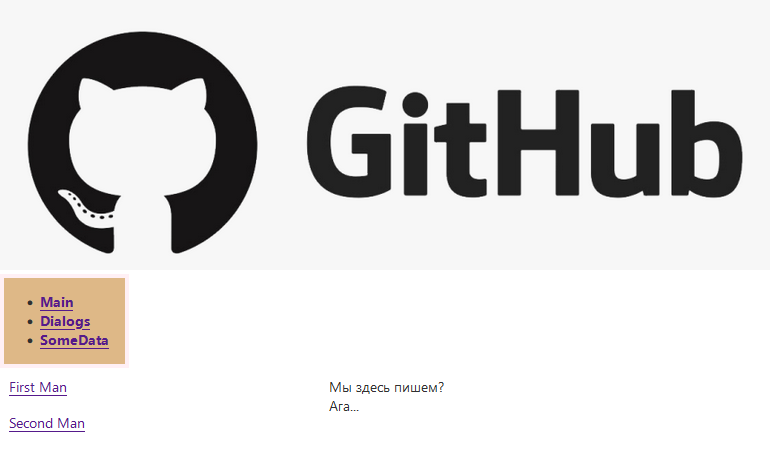 GitHub
Main
Dialogs
SomeData
First Man
Second Man
Мы здесь пишем?
Ага...